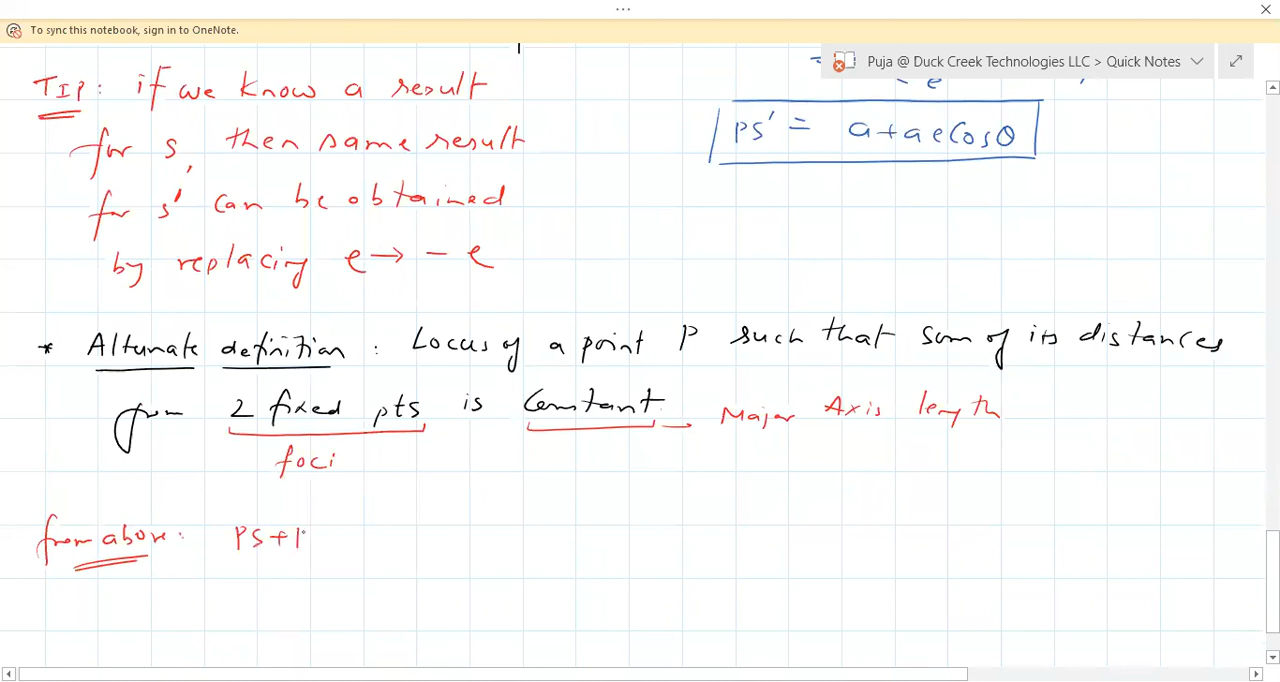 ...
To sync this notebook, sign in to OneNote.
Puja @ Duck Creek Technologies LLC > Quick Notes
TIP: if we know a result
for s, then same result
for s' can be obtained
by replacing e → - e
e
PS' = a + a e Cos θ
* Alternate definition : Locus of a point P such that sum of its distances
from 2 fixed pts is Constant. → Major Axis length
foci
from above: PS +